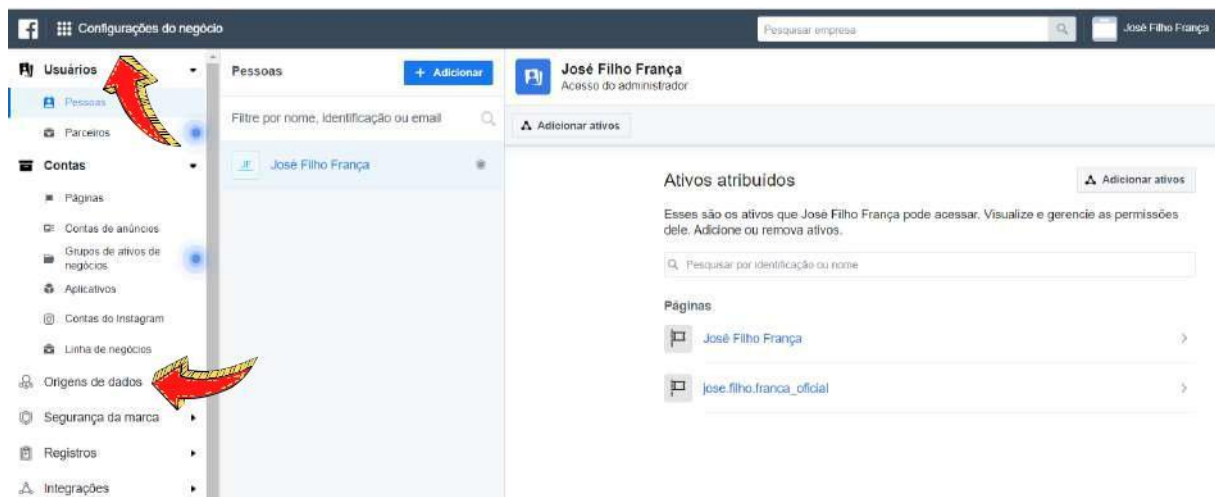 Configurações do negócio
Pesquisar empresa
José Filho França
Usuários
Pessoas
Parceiros
Contas
Páginas
Contas de anúncios
Grupos de ativos de
negócios
Aplicativos
Contas do Instagram
Linha de negócios
Origens de dados
Segurança da marca
Registros
Integrações
Pessoas
+ Adicionar
Filtre por nome, identificação ou email
JF
José Filho França
José Filho França
Acesso do administrador
Adicionar ativos
Ativos atribuídos
Adicionar ativos
Esses são os ativos que José Filho França pode acessar. Visualize e gerencie as permissões
dele. Adicione ou remova ativos.
Pesquisar por identificação ou nome
Páginas
José Filho França
jose.filho.franca_oficial